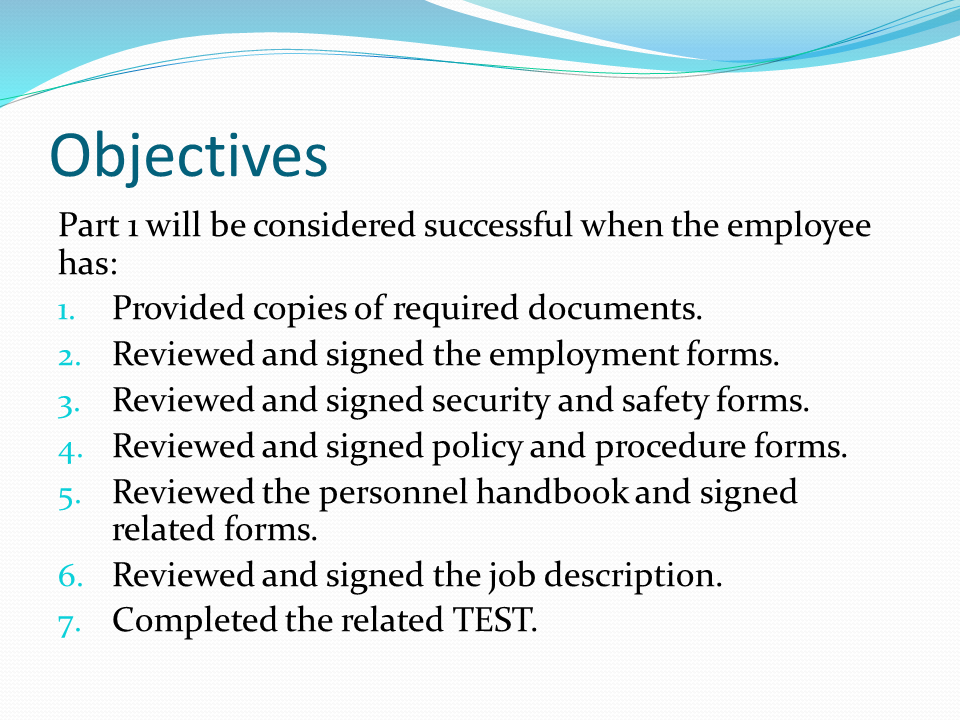 Objectives
Part 1 will be considered successful when the employee
has:
1. Provided copies of required documents.
2. Reviewed and signed the employment forms.
3. Reviewed and signed security and safety forms.
4. Reviewed and signed policy and procedure forms.
5. Reviewed the personnel handbook and signed
related forms.
6. Reviewed and signed the job description.
7. Completed the related TEST.